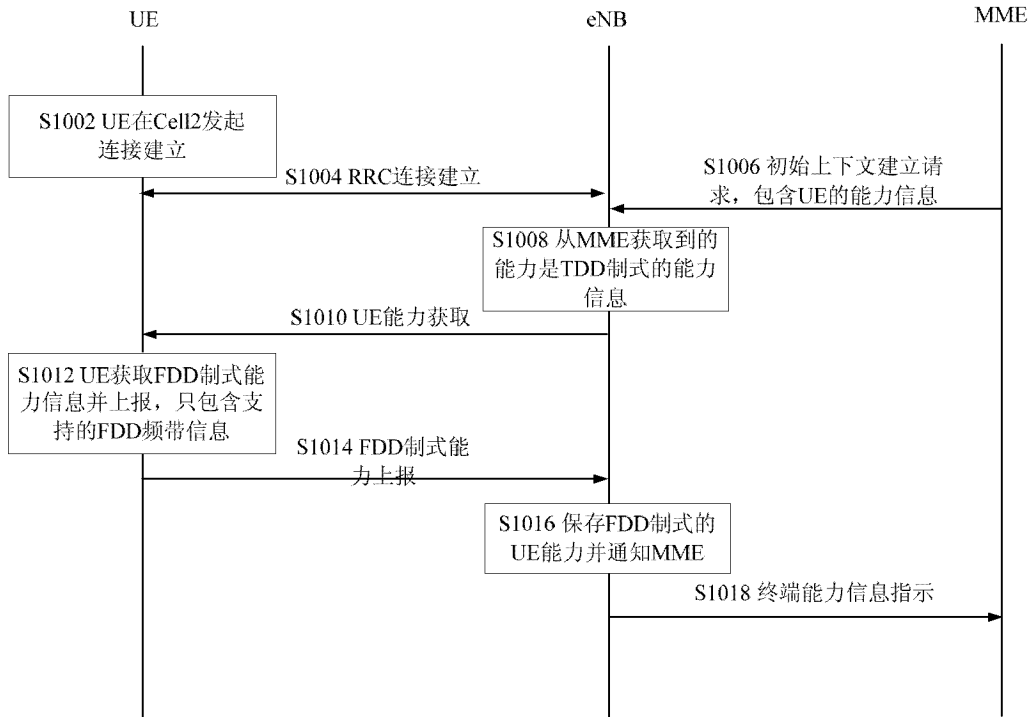 UE
eNB
MME
S1002 UE在Cell2发起
连接建立
S1004 RRC连接建立
S1006 初始上下文建立请
求，包含UE的能力信息
S1008 从MME获取到的
能力是TDD制式的能力
信息
S1010 UE能力获取
S1012 UE获取FDD制式能
力信息并上报，只包含支
持的FDD频带信息
S1014 FDD制式能
力上报
S1016 保存FDD制式的
UE能力并通知MME
S1018 终端能力信息指示